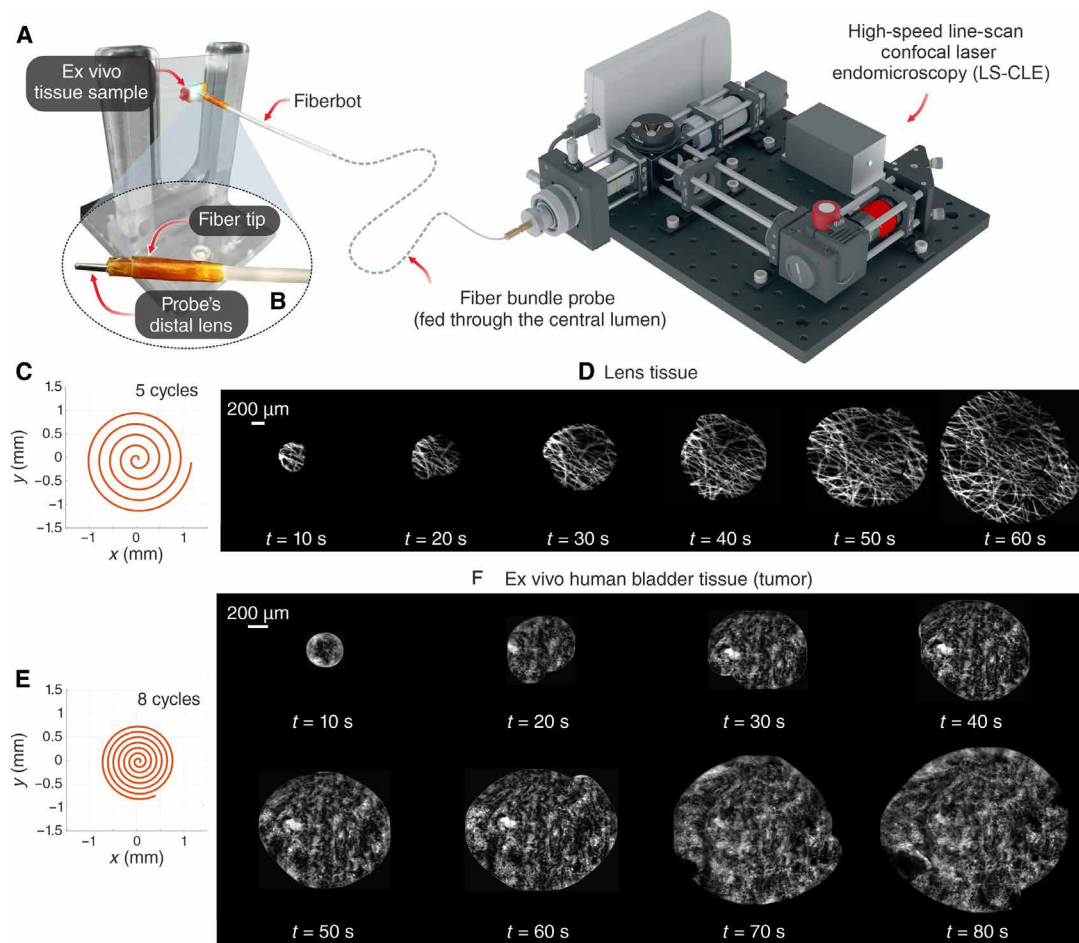 A
Ex vivo
tissue sample
Fiberbot
High-speed line-scan
confocal laser
endomicroscopy (LS-CLE)
Fiber tip
Probe's
distal lens
B
Fiber bundle probe
(fed through the central lumen)
C
5 cycles
1.5
1
0.5
0
−0.5
−1
−1.5
y (mm)
−1 0 1
x (mm)
D Lens tissue
200 μm
t = 10 s
t = 20 s
t = 30 s
t = 40 s
t = 50 s
t = 60 s
E
8 cycles
1.5
1
0.5
0
−0.5
−1
−1.5
y (mm)
−1 0 1
x (mm)
F Ex vivo human bladder tissue (tumor)
200 μm
t = 10 s
t = 20 s
t = 30 s
t = 40 s
t = 50 s
t = 60 s
t = 70 s
t = 80 s